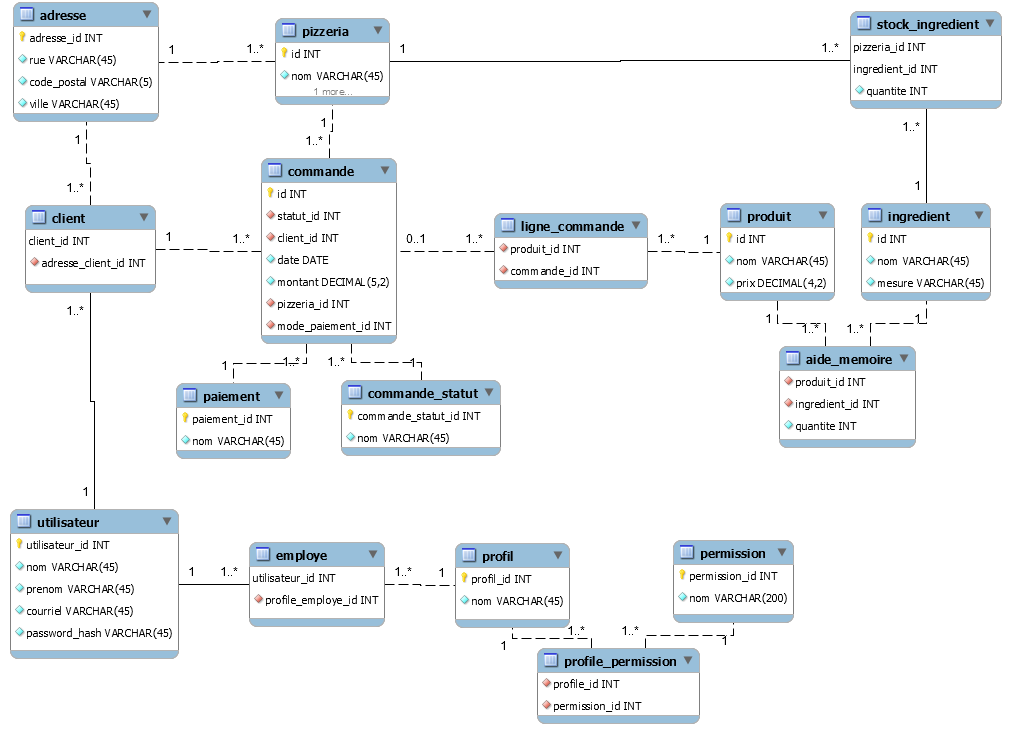 adresse
adresse_id INT
rue VARCHAR(45)
code_postal VARCHAR(5)
ville VARCHAR(45)
1
1..*
pizzeria
id INT
nom VARCHAR(45)
1 more...
1
1..*
stock_ingredient
pizzeria_id INT
ingredient_id INT
quantite INT
1
1..*
1
1..*
1..*
1
client
client_id INT
adresse_client_id INT
1
1..*
commande
id INT
statut_id INT
client_id INT
date DATE
montant DECIMAL(5,2)
pizzeria_id INT
mode_paiement_id INT
0..1
1..*
ligne_commande
produit_id INT
commande_id INT
1..*
1
produit
id INT
nom VARCHAR(45)
prix DECIMAL(4,2)
ingredient
id INT
nom VARCHAR(45)
mesure VARCHAR(45)
1
1..*
1..*
1
aide_memoire
produit_id INT
ingredient_id INT
quantite INT
1..*
1
1
1..*
1..*
1
paiement
paiement_id INT
nom VARCHAR(45)
commande_statut
commande_statut_id INT
nom VARCHAR(45)
utilisateur
utilisateur_id INT
nom VARCHAR(45)
prenom VARCHAR(45)
courriel VARCHAR(45)
password_hash VARCHAR(45)
1
1..*
employe
utilisateur_id INT
profile_employe_id INT
1..*
1
profil
profil_id INT
nom VARCHAR(45)
permission
permission_id INT
nom VARCHAR(200)
1
1..*
1..*
1
profile_permission
profile_id INT
permission_id INT